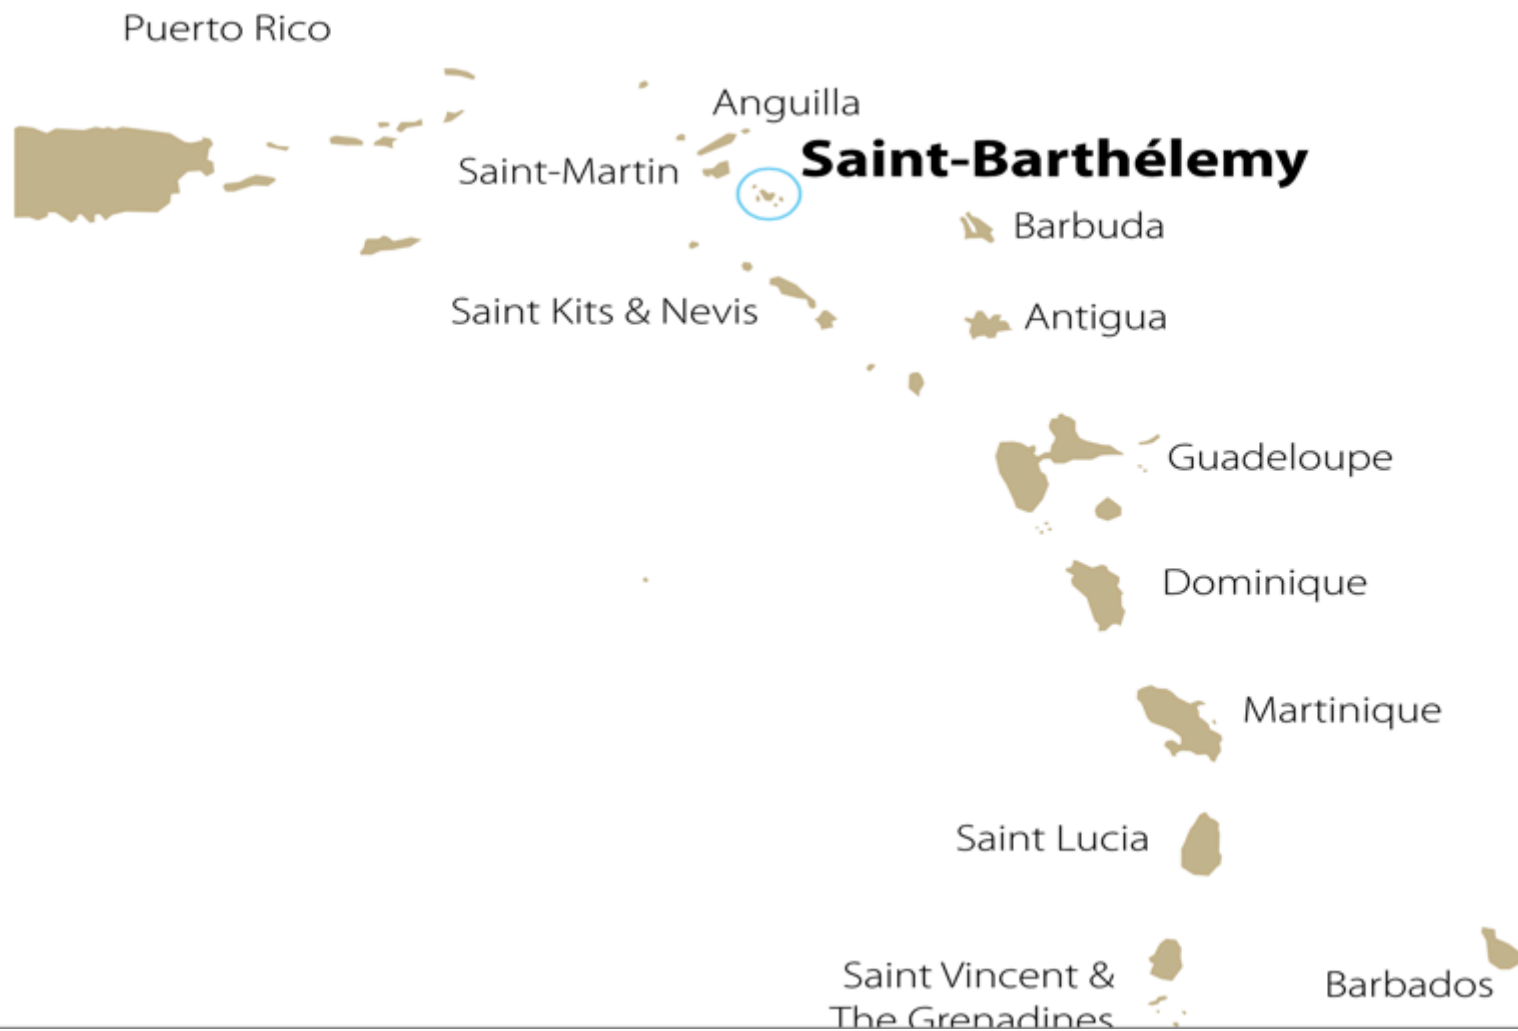 Puerto Rico
Anguilla
Saint-Barthélemy
Saint-Martin
Barbuda
Saint Kits & Nevis
Antigua
Guadeloupe
Dominique
Martinique
Saint Lucia
Saint Vincent &
The Grenadines
Barbados